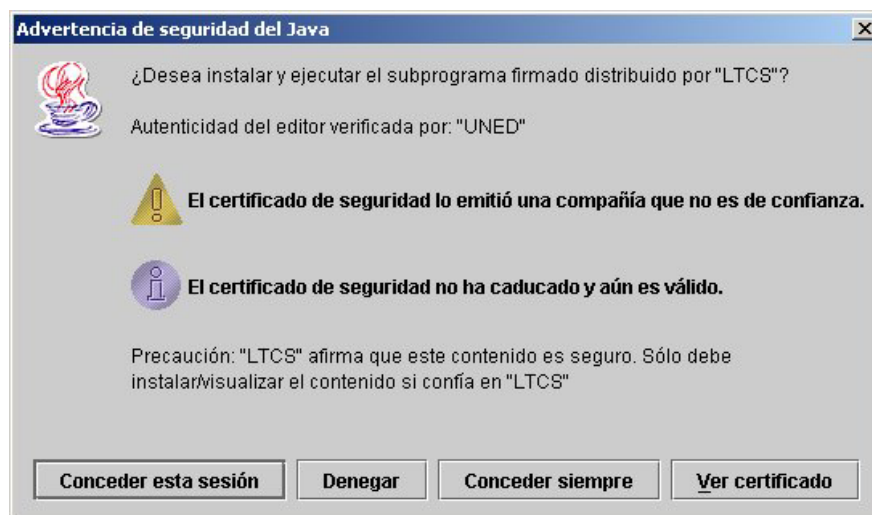 Advertencia de seguridad del Java
¿Desea instalar y ejecutar el subprograma firmado distribuido por "LTCS"?
Autenticidad del editor verificada por: "UNED"
El certificado de seguridad lo emitió una compañía que no es de confianza.
El certificado de seguridad no ha caducado y aún es válido.
Precaución: "LTCS" afirma que este contenido es seguro. Sólo debe
instalar/visualizar el contenido si confía en "LTCS"
Conceder esta sesión Denegar Conceder siempre Ver certificado